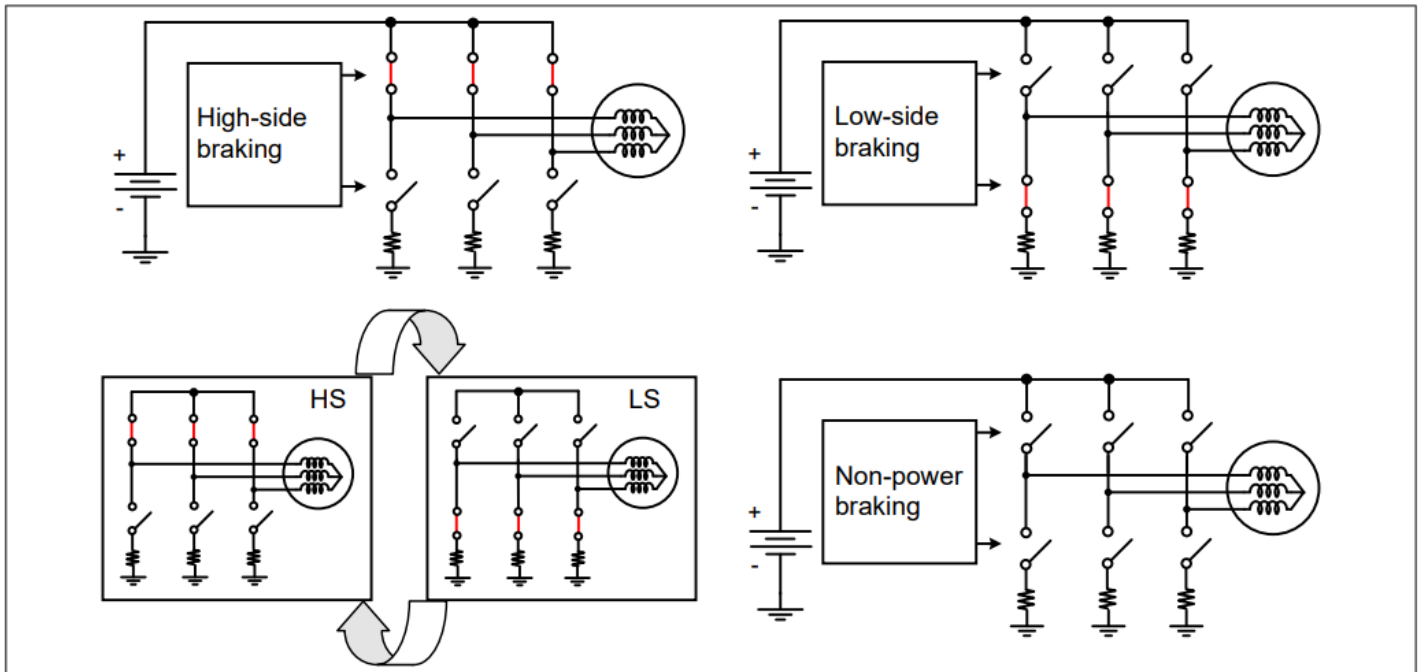 High-side
braking
+
-
Low-side
braking
+
-
HS
LS
Non-power
braking
+
-